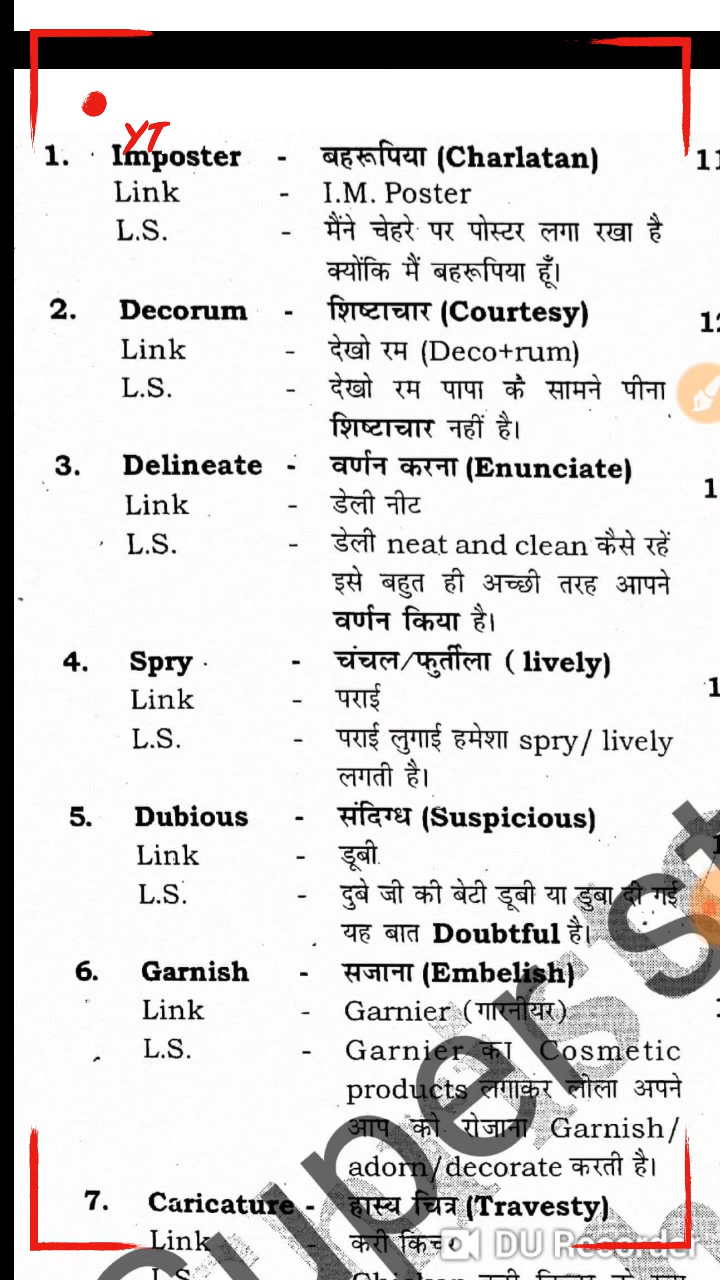 YT
1. Imposter - बहरूपिया (Charlatan)
Link - I.M. Poster
L.S. - मैंने चेहरे पर पोस्टर लगा रखा है
क्योंकि मैं बहरूपिया हूँ।
2. Decorum - शिष्टाचार (Courtesy)
Link - देखो रम (Deco+rum)
L.S. - देखो रम पापा के सामने पीना
शिष्टाचार नहीं है।
3. Delineate - वर्णन करना (Enunciate)
Link - डेली नीट
L.S. - डेली neat and clean कैसे रहें
इसे बहुत ही अच्छी तरह आपने
वर्णन किया है।
4. Spry - चंचल/फुर्तीला ( lively)
Link - पराई
L.S. - पराई लुगाई हमेशा spry/ lively
लगती है।
5. Dubious - संदिग्ध (Suspicious)
Link - डूबी
L.S. - दुबे जी की बेटी डूबी या डुबा दी गई
यह बात Doubtful है।
6. Garnish - सजाना (Embelish)
Link - Garnier (गारनीयर)
L.S. - Garnier का Cosmetic
products लगाकर लोला अपने
आप को रोजाना Garnish/
adorn/decorate करती है।
7. Caricature - हास्य चित्र (Travesty)
Link - करी किचर
L.S.
11
Super
DU Recorder